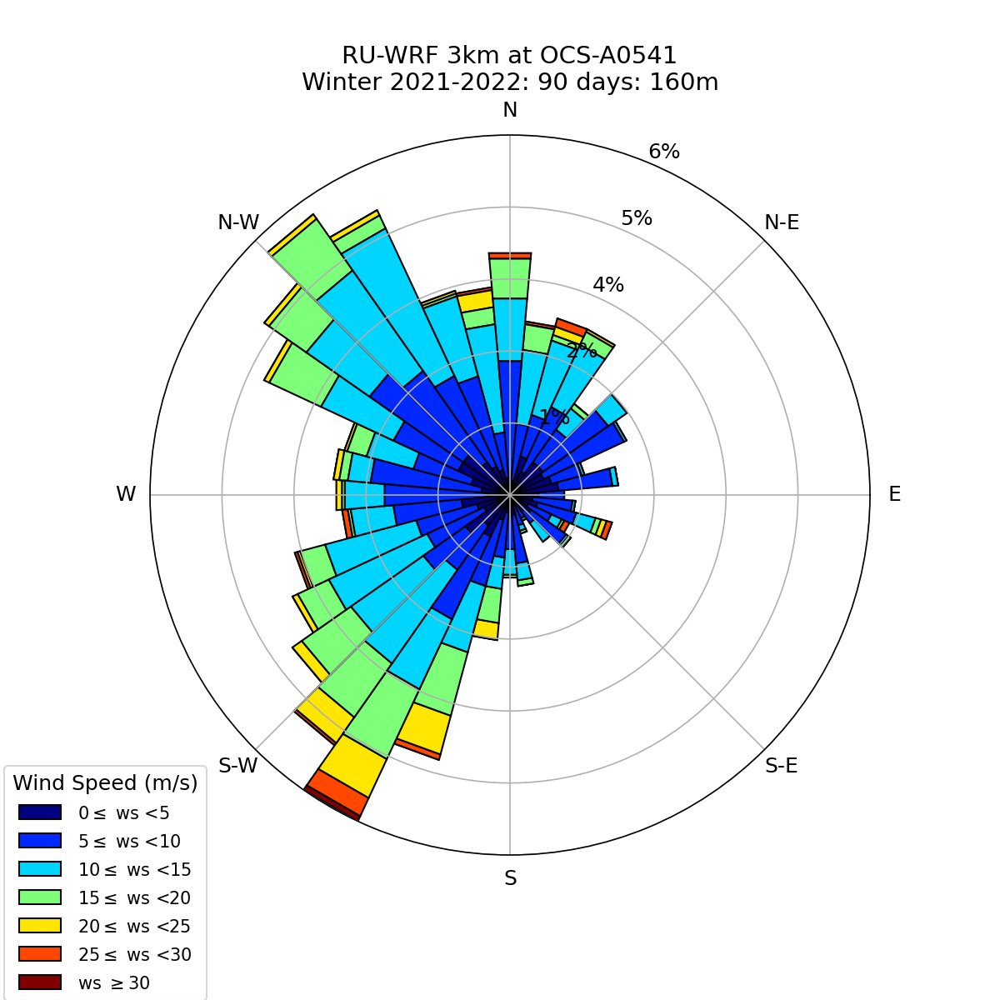 RU-WRF 3km at OCS-A0541
Winter 2021-2022: 90 days: 160m
N
6%
5%
N-W
N-E
4%
2%
1%
W
E
S-W
S-E
S
Wind Speed (m/s)
0 ≤ ws <5
5 ≤ ws <10
10 ≤ ws <15
15 ≤ ws <20
20 ≤ ws <25
25 ≤ ws <30
ws ≥ 30